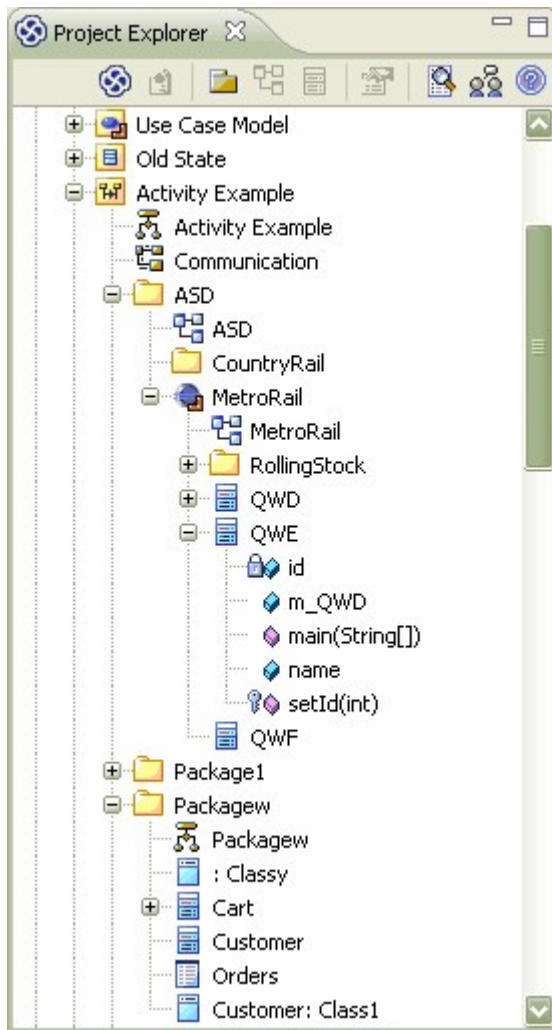 Project Explorer
Use Case Model
Old State
Activity Example
Activity Example
Communication
ASD
ASD
CountryRail
MetroRail
MetroRail
RollingStock
QWD
QWE
id
m_QWD
main(String[])
name
setId(int)
QWF
Package1
Packagew
Packagew
: Classy
Cart
Customer
Orders
Customer: Class1